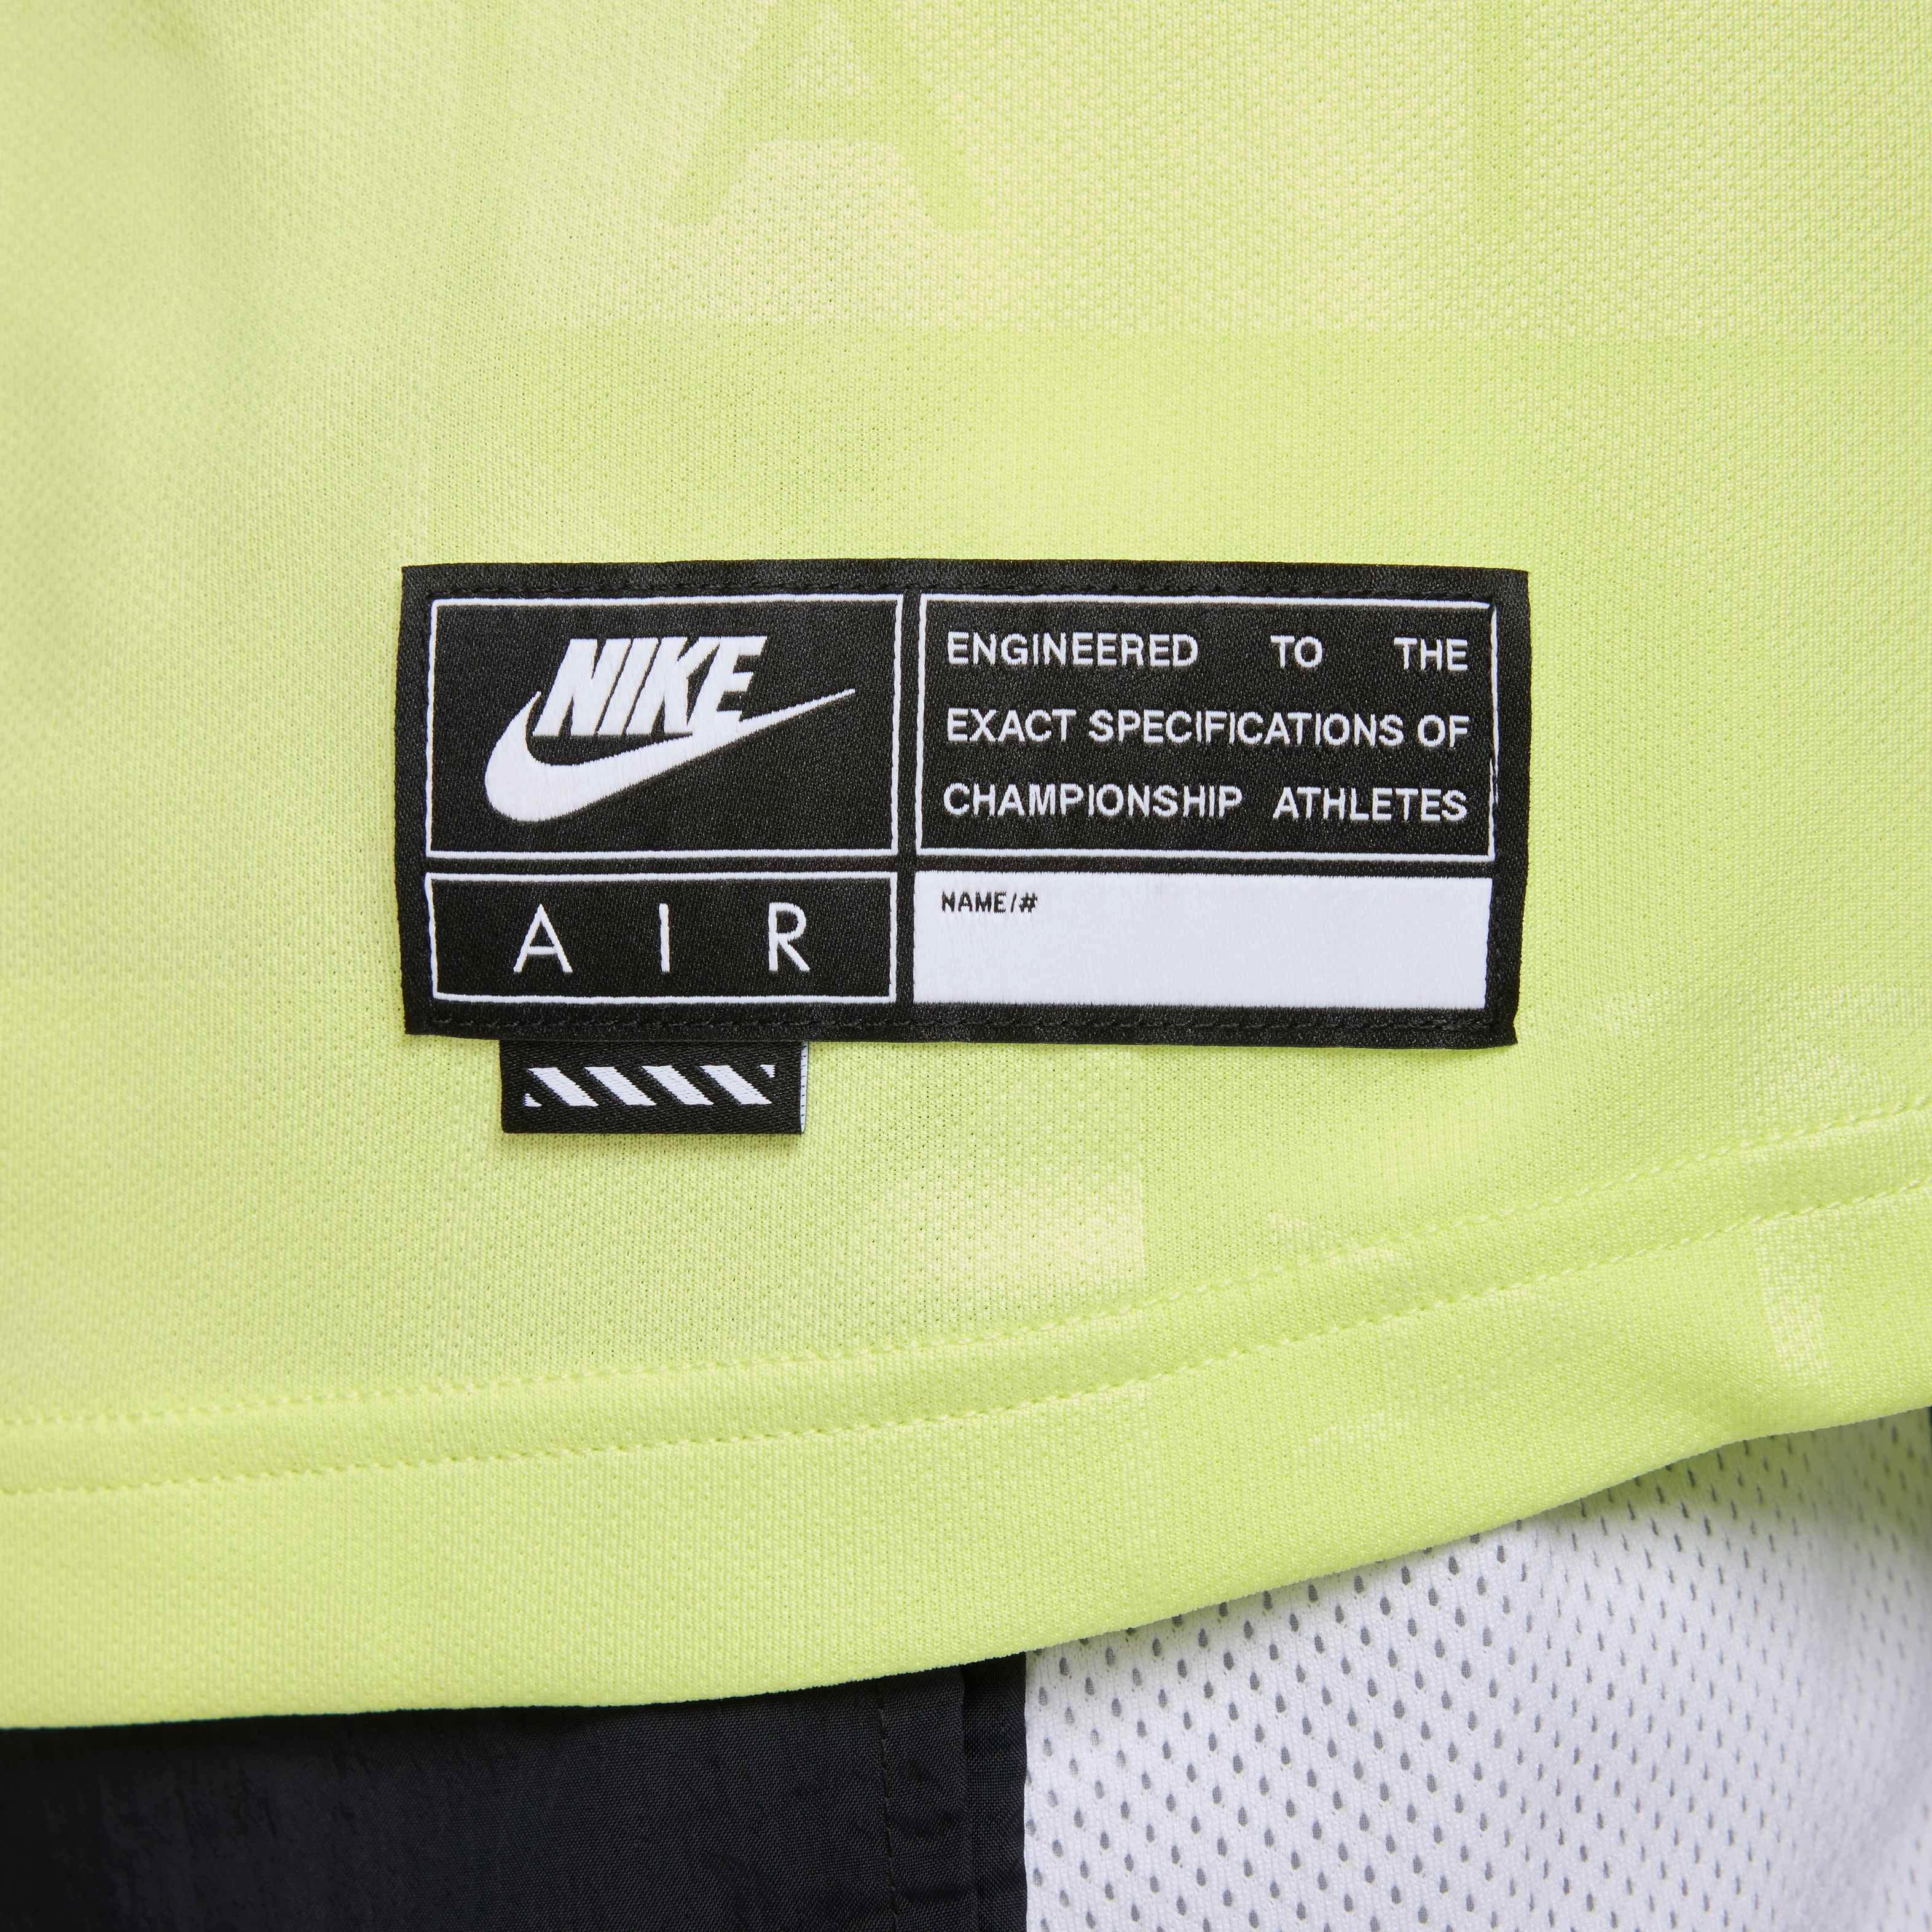 A
NIKE
ENGINEERED TO THE
EXACT SPECIFICATIONS OF
CHAMPIONSHIP ATHLETES
AIR
NAME/#